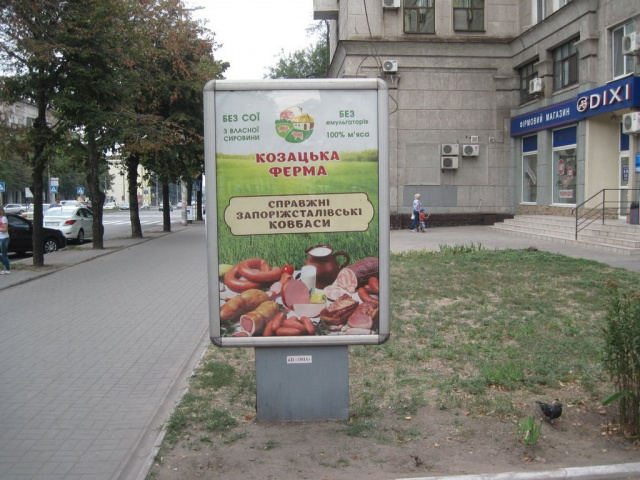 БЕЗ СОЇ
З ВЛАСНОЇ
СИРОВИНИ
БЕЗ
емульгаторів
100% м'яса
КОЗАЦЬКА
ФЕРМА
СПРАВЖНІ
ЗАПОРІЖСТАЛІВСЬКІ
КОВБАСИ
ФІРМОВИЙ МАГАЗИН
DIXI